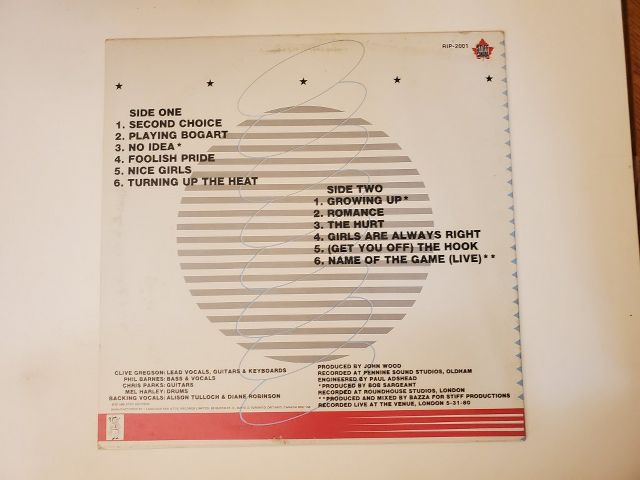 RIP-2001
SIDE ONE
1. SECOND CHOICE
2. PLAYING BOGART
3. NO IDEA*
4. FOOLISH PRIDE
5. NICE GIRLS
6. TURNING UP THE HEAT
SIDE TWO
1. GROWING UP*
2. ROMANCE
3. THE HURT
4. GIRLS ARE ALWAYS RIGHT
5. (GET YOU OFF) THE HOOK
6. NAME OF THE GAME (LIVE)**
CLIVE GREGSON: LEAD VOCALS, GUITARS & KEYBOARDS
PHIL BARNES: BASS & VOCALS
CHRIS PARKS: GUITARS
MEL HARLEY: DRUMS
BACKING VOCALS: ALISON TULLOCH & DIANE ROBINSON
PRODUCED BY JOHN WOOD
RECORDED AT PENNINE SOUND STUDIOS, OLDHAM
ENGINEERED BY PAUL ADSHEAD
*PRODUCED BY BOB SARGEANT
RECORDED AT ROUNDHOUSE STUDIOS, LONDON
**PRODUCED AND MIXED BY BAZZA FOR STIFF PRODUCTIONS
RECORDED LIVE AT THE VENUE, LONDON 5-31-80